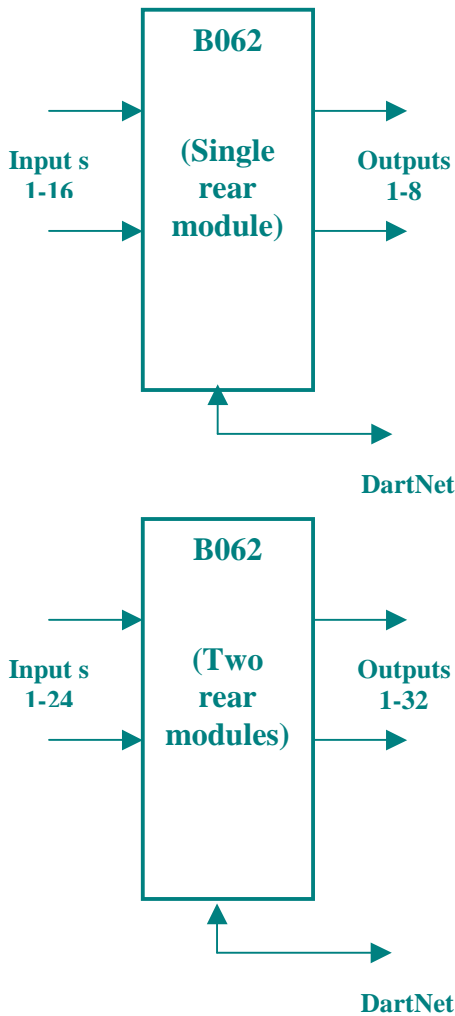 B062
Input s
1-16
(Single
rear
module)
Outputs
1-8
DartNet
B062
Input s
1-24
(Two
rear
modules)
Outputs
1-32
DartNet